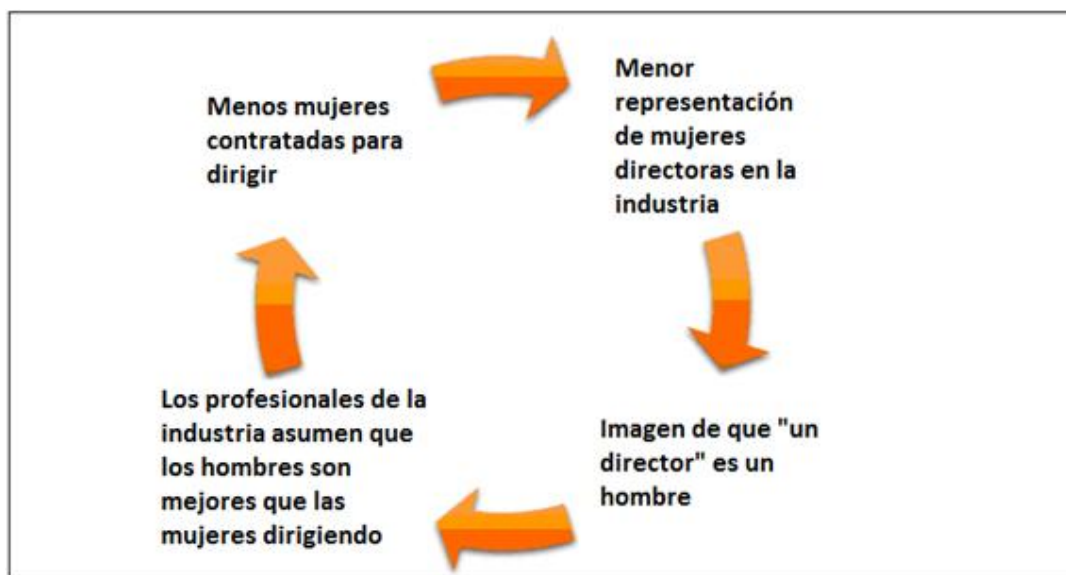 Menos mujeres
contratadas para
dirigir
Menor
representación
de mujeres
directoras en la
industria
Imagen de que "un
director" es un
hombre
Los profesionales de la
industria asumen que
los hombres son
mejores que las
mujeres dirigiendo